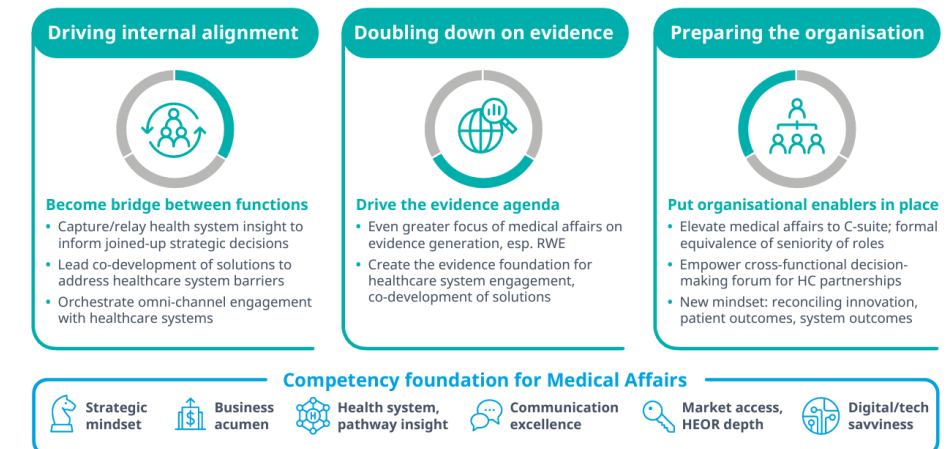 Driving internal alignment
Become bridge between functions
• Capture/relay health system insight to
inform joined-up strategic decisions
• Lead co-development of solutions to
address healthcare system barriers
• Orchestrate omni-channel engagement
with healthcare systems
Doubling down on evidence
Drive the evidence agenda
• Even greater focus of medical affairs on
evidence generation, esp. RWE
• Create the evidence foundation for
healthcare system engagement,
co-development of solutions
Preparing the organisation
Put organisational enablers in place
• Elevate medical affairs to C-suite; formal
equivalence of seniority of roles
• Empower cross-functional decision-
making forum for HC partnerships
• New mindset: reconciling innovation,
patient outcomes, system outcomes
Competency foundation for Medical Affairs
Strategic
mindset
$
Business
acumen
H
Health system,
pathway insight
Communication
excellence
Market access,
HEOR depth
Digital/tech
savviness